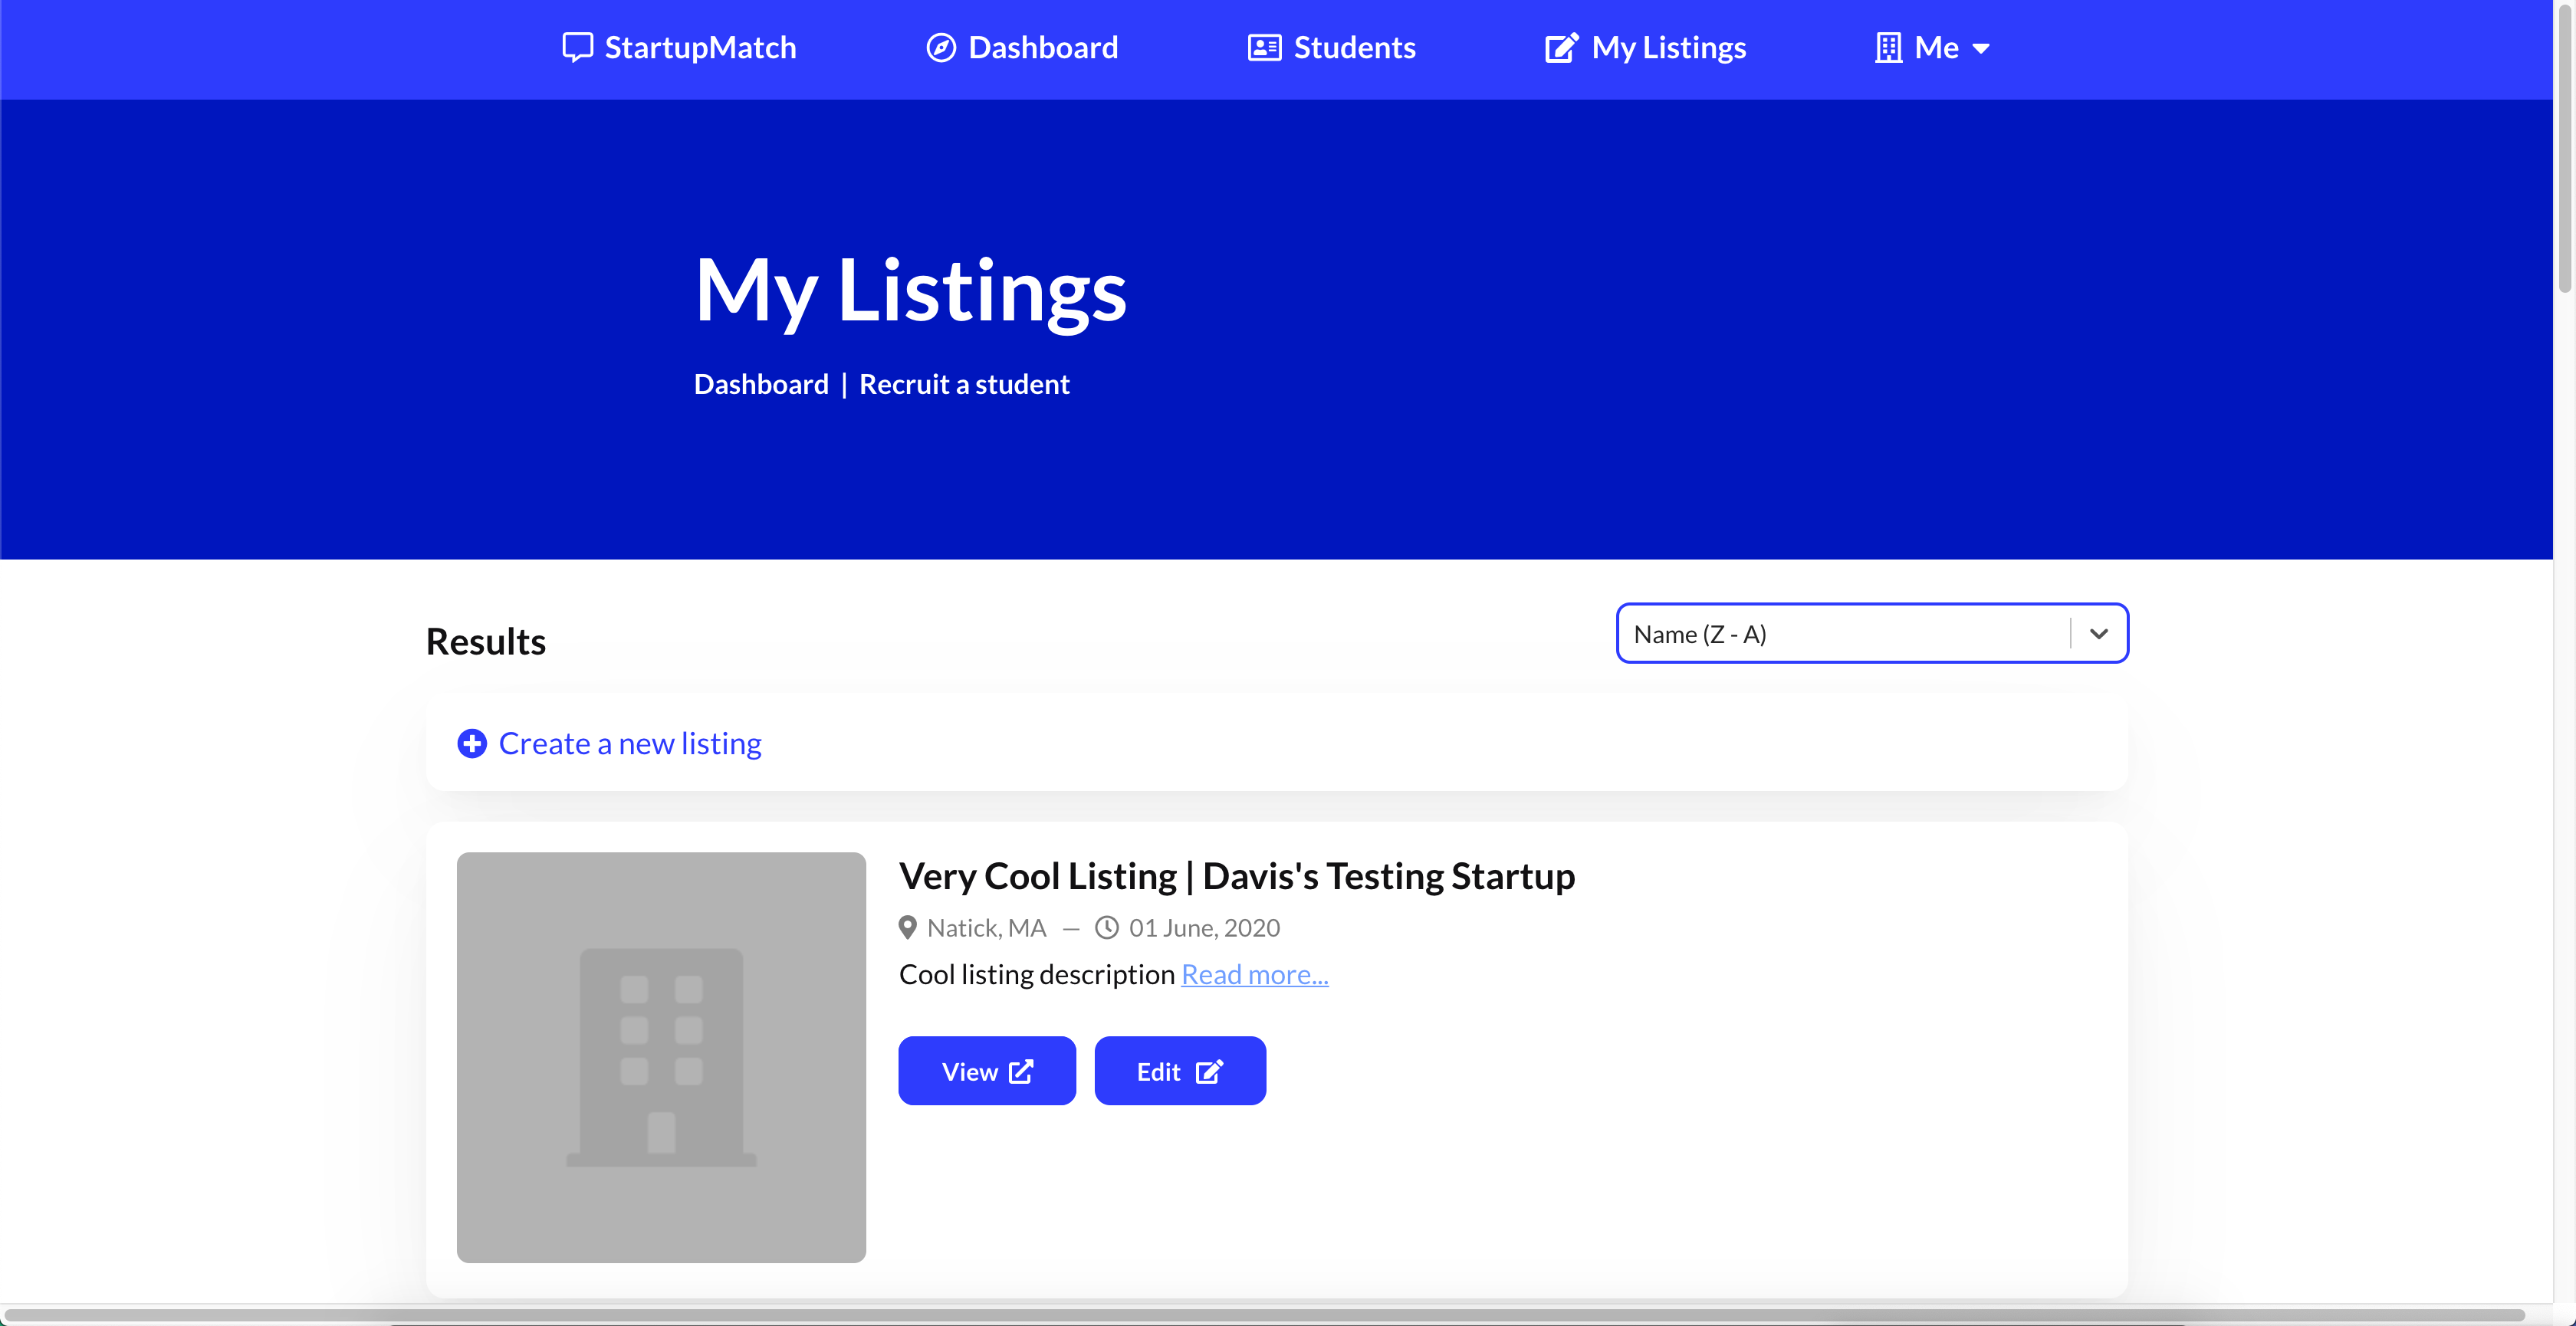 StartupMatch Dashboard Students My Listings Me
My Listings
Dashboard | Recruit a student
Results
Name (Z - A)
Create a new listing
Very Cool Listing | Davis's Testing Startup
Natick, MA — 01 June, 2020
Cool listing description Read more...
View Edit